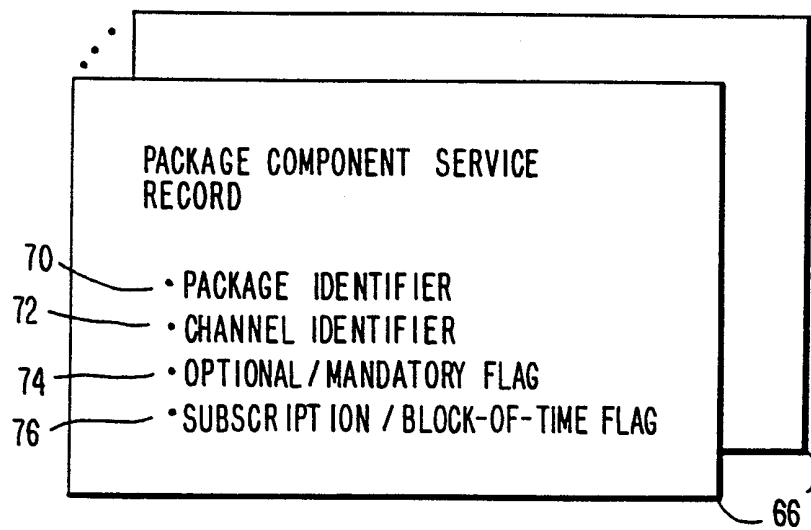 PACKAGE COMPONENT SERVICE
RECORD
70
• PACKAGE IDENTIFIER
72
• CHANNEL IDENTIFIER
74
• OPTIONAL / MANDATORY FLAG
76
• SUBSCRIPTION / BLOCK-OF-TIME FLAG
66